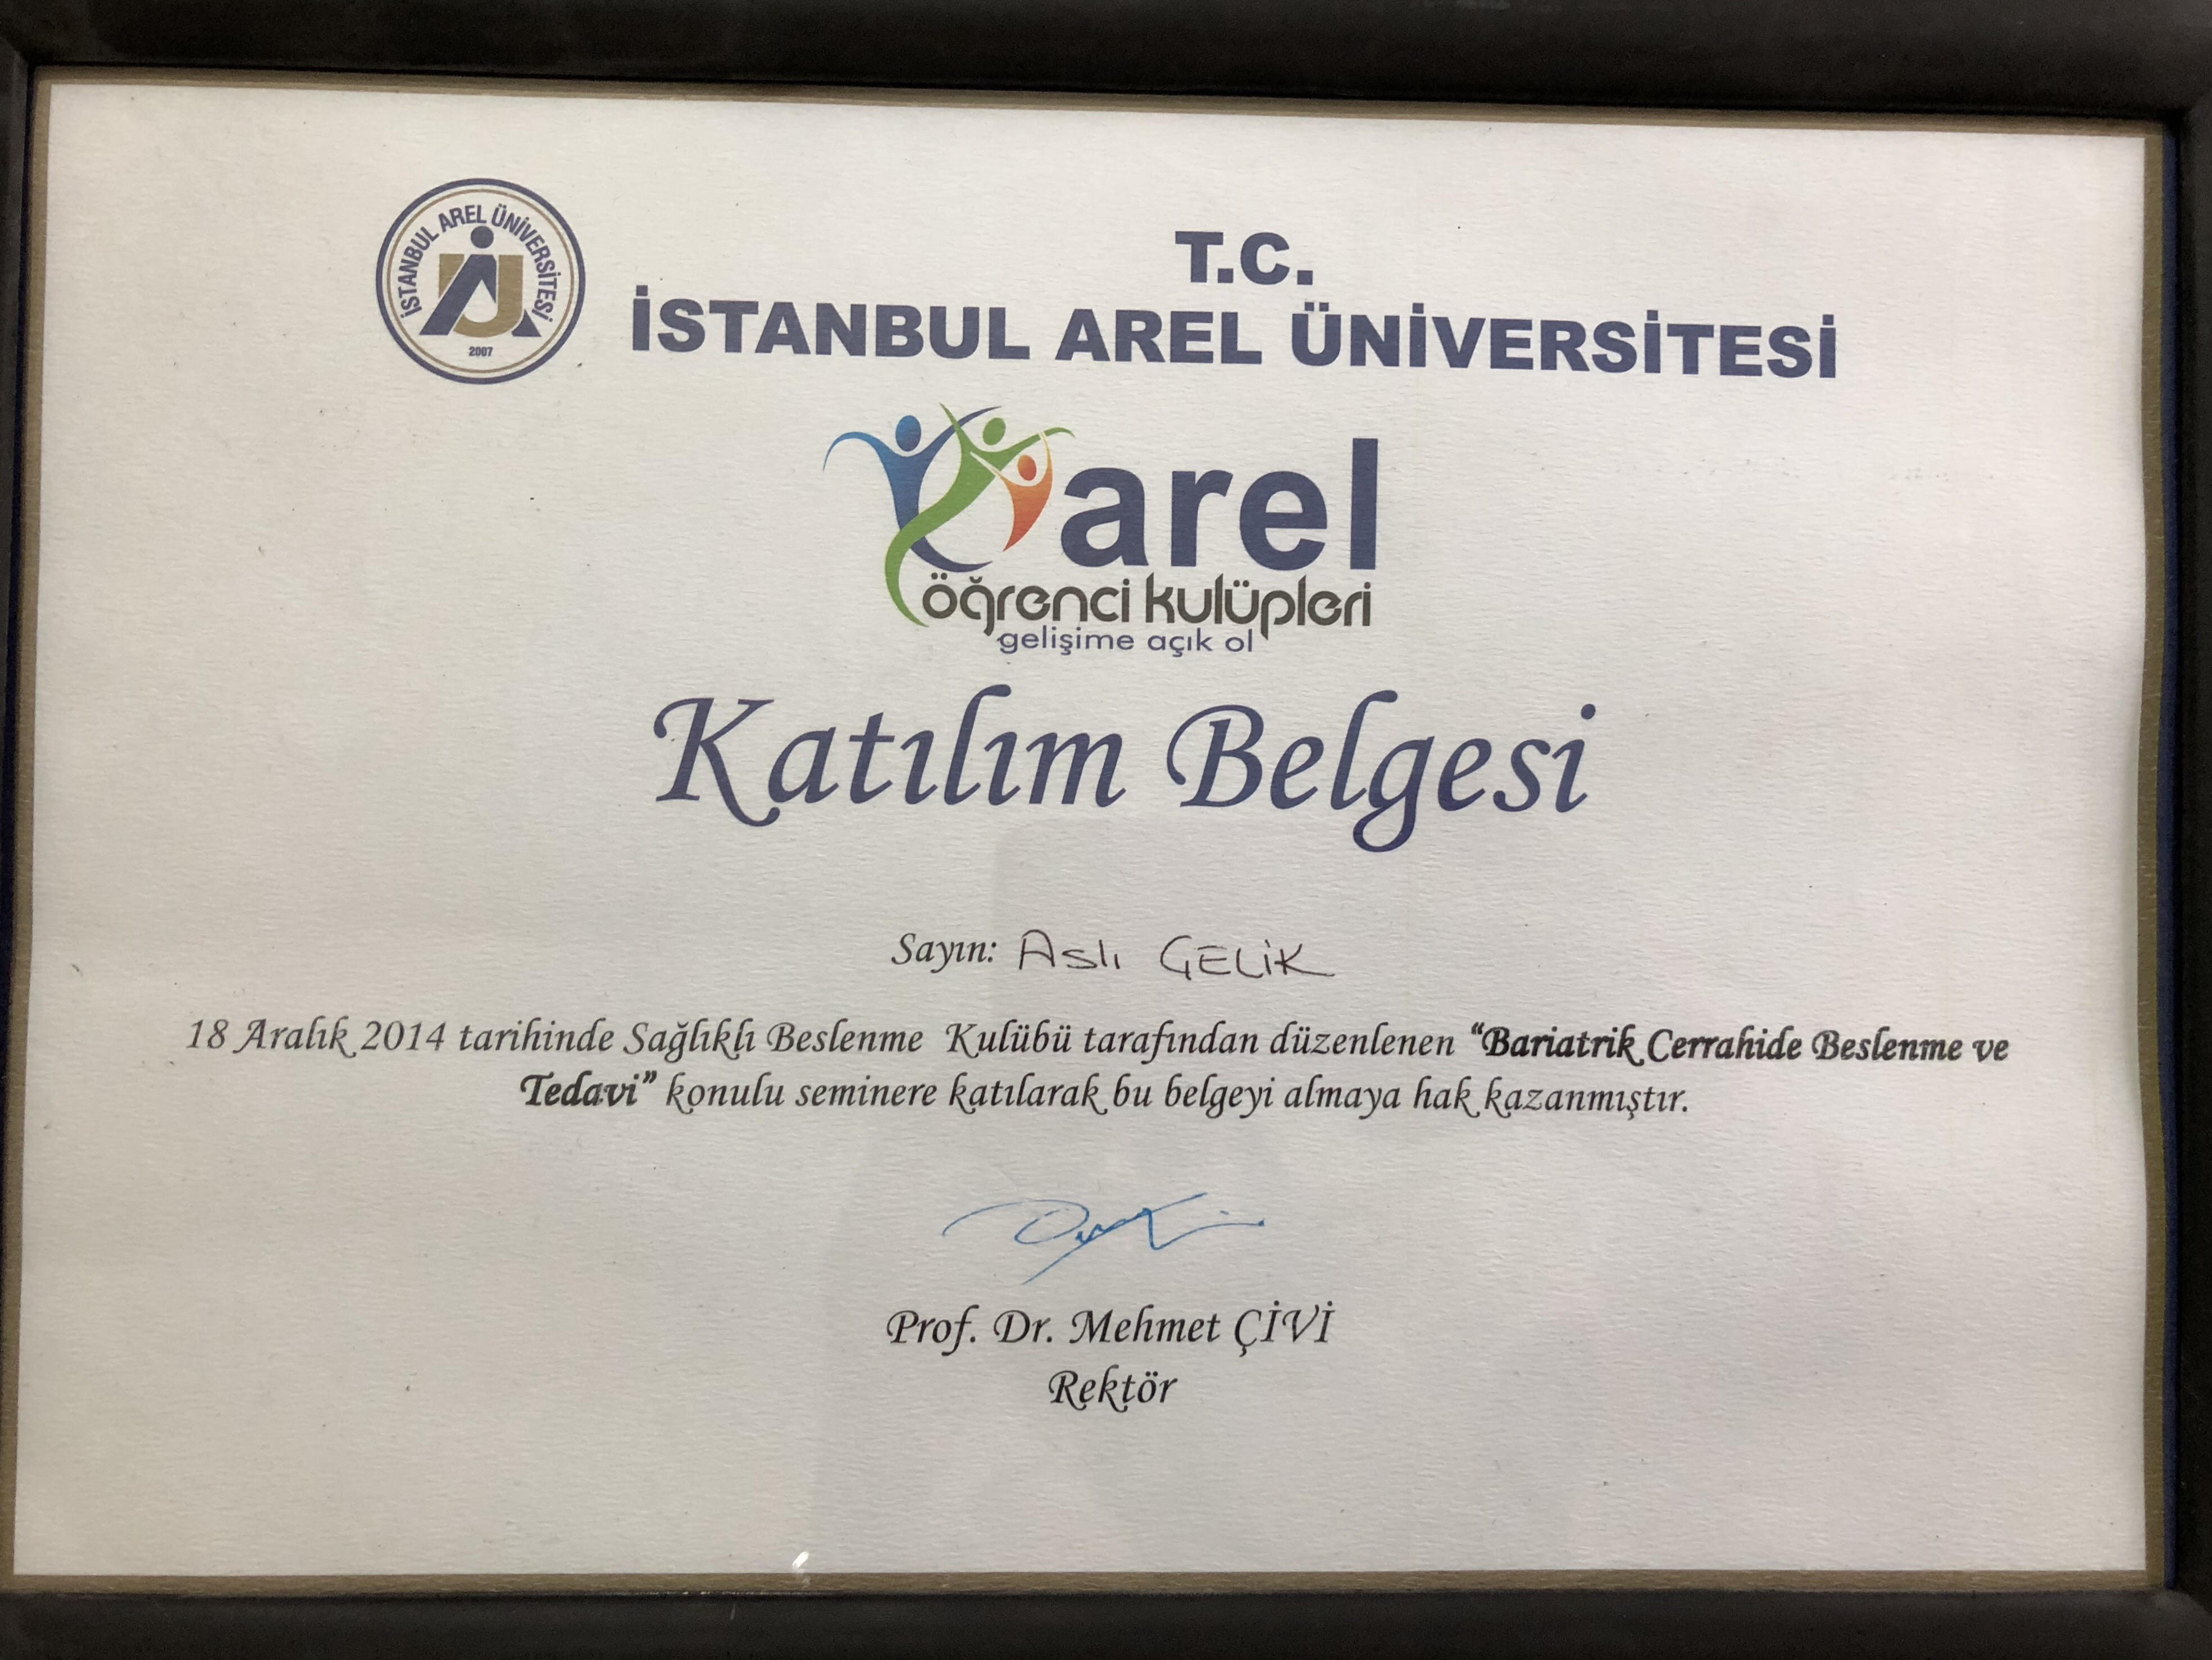 İSTANBUL AREL ÜNİVERSİTESİ
2007
T.C.
İSTANBUL AREL ÜNİVERSİTESİ
arel
öğrenci kulüpleri
gelişime açık ol
Katılım Belgesi
Sayın: Aslı ÇELİK
18 Aralık 2014 tarihinde Sağlıklı Beslenme Kulübü tarafından düzenlenen “Bariatrik Cerrahide Beslenme ve
Tedavi” konulu seminere katılarak bu belgeyi almaya hak kazanmıştır.
Prof. Dr. Mehmet ÇİVİ
Rektör